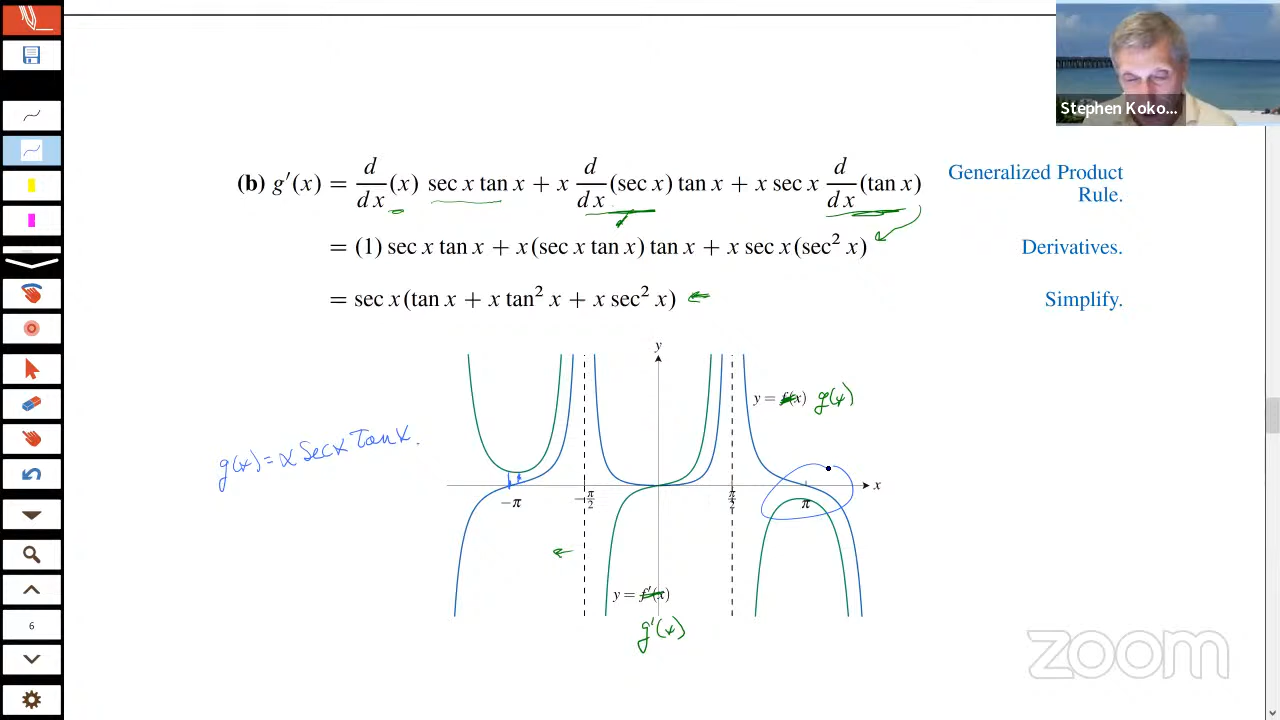 Stephen Koko...
(b) g′(x) = d/dx (x) sec x tan x + x d/dx (sec x) tan x + x sec x d/dx (tan x)
Generalized Product
Rule.
= (1) sec x tan x + x(sec x tan x) tan x + x sec x(sec² x)
Derivatives.
= sec x(tan x + x tan² x + x sec² x)
Simplify.
y
y = f(x) g(x)
g(x) = x Sec x Tan x.
x
−π
−π/2
π/2
π
y = f′(x)
g′(x)
6
zoom